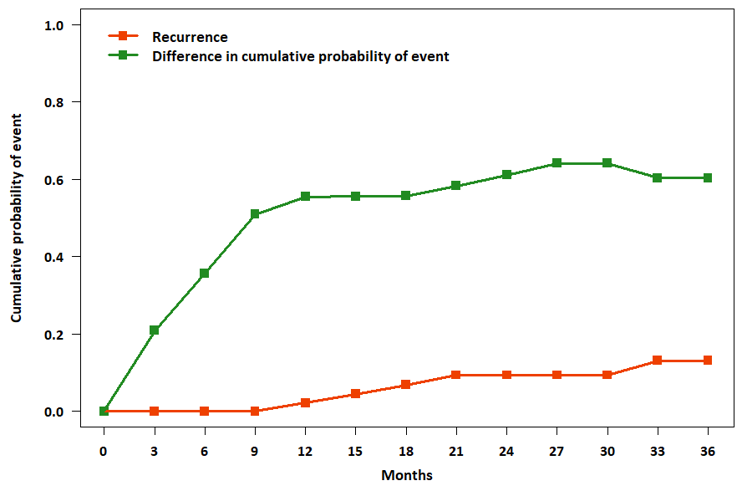 Recurrence
Difference in cumulative probability of event
Cumulative probability of event
1.0
0.8
0.6
0.4
0.2
0.0
0 3 6 9 12 15 18 21 24 27 30 33 36
Months